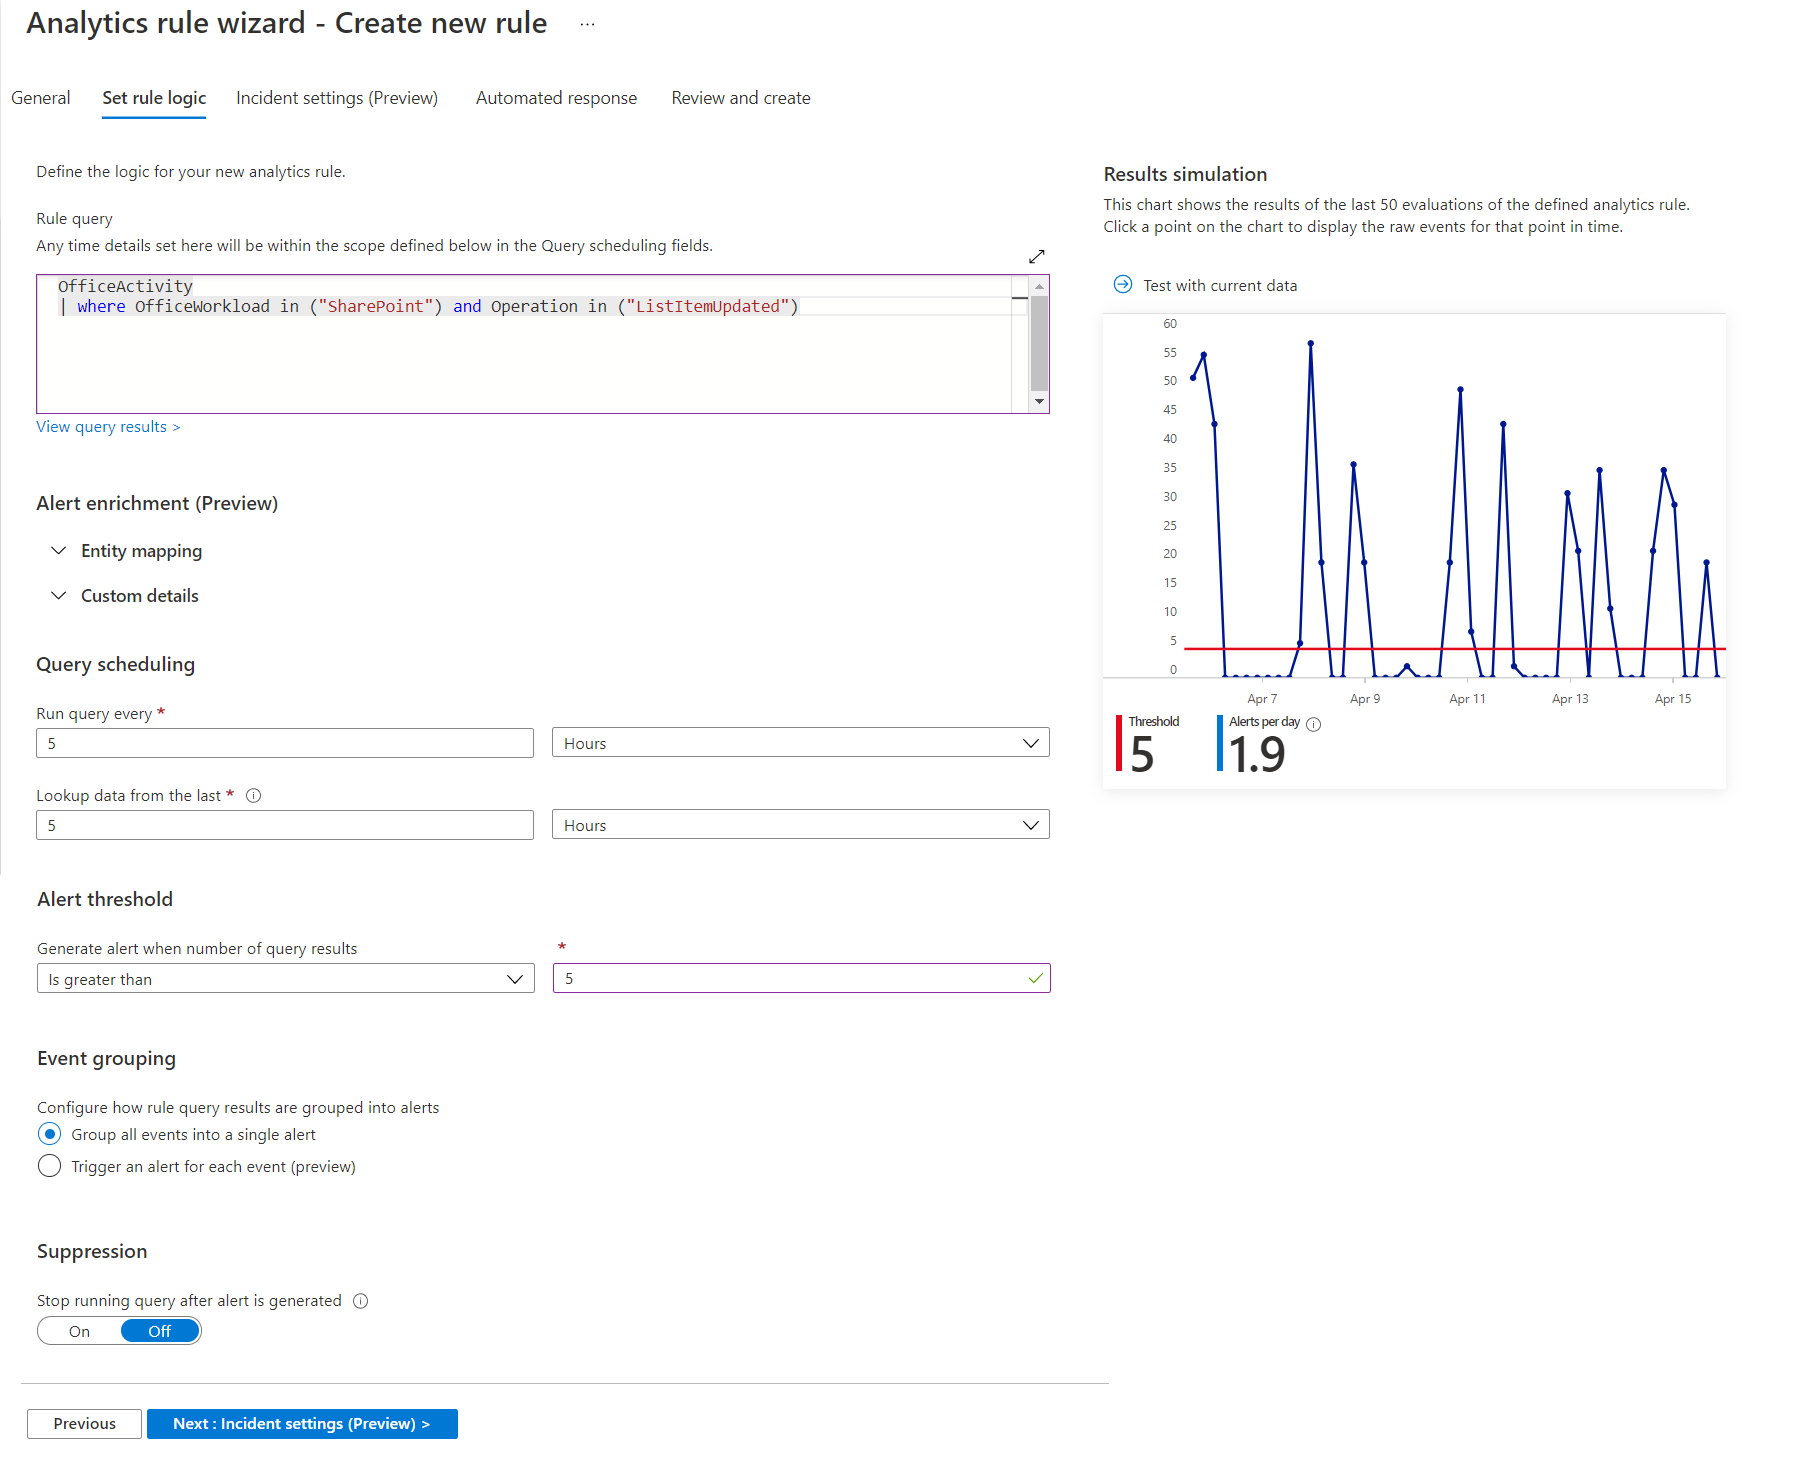 Analytics rule wizard - Create new rule ...
General Set rule logic Incident settings (Preview) Automated response Review and create
Define the logic for your new analytics rule.
Rule query
Any time details set here will be within the scope defined below in the Query scheduling fields.
OfficeActivity
| where OfficeWorkload in ("SharePoint") and Operation in ("ListItemUpdated")
View query results >
Alert enrichment (Preview)
Entity mapping
Custom details
Query scheduling
Run query every *
5 Hours
Lookup data from the last *
5 Hours
Alert threshold
Generate alert when number of query results *
Is greater than 5
Event grouping
Configure how rule query results are grouped into alerts
Group all events into a single alert
Trigger an alert for each event (preview)
Suppression
Stop running query after alert is generated
On Off
Previous Next : Incident settings (Preview) >
Results simulation
This chart shows the results of the last 50 evaluations of the defined analytics rule.
Click a point on the chart to display the raw events for that point in time.
Test with current data
60
55
50
45
40
35
30
25
20
15
10
5
0
Apr 7 Apr 9 Apr 11 Apr 13 Apr 15
Threshold Alerts per day
5 1.9